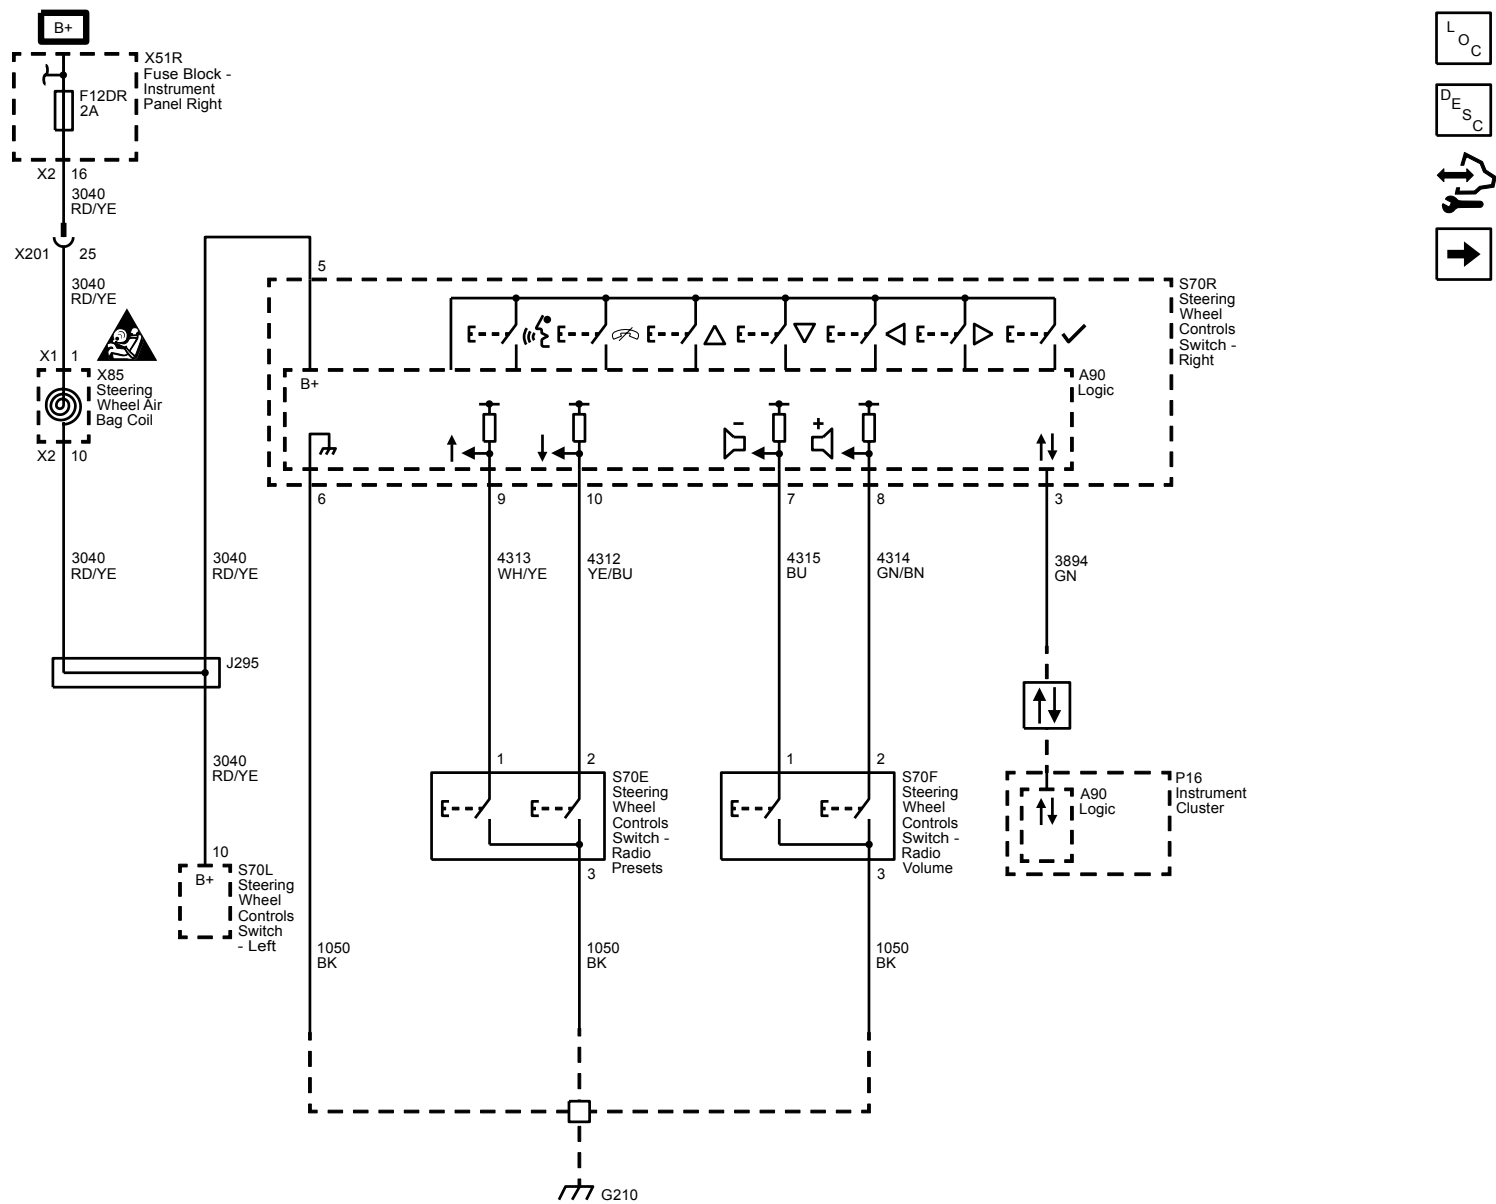 B+
X51R
Fuse Block -
Instrument
Panel Right
F12DR
2A
X2 16
3040
RD/YE
X201 25
3040
RD/YE
X1 1
X85
Steering
Wheel Air
Bag Coil
X2 10
3040
RD/YE
3040
RD/YE
J295
3040
RD/YE
10
B+
S70L
Steering
Wheel
Controls
Switch
- Left
5
S70R
Steering
Wheel
Controls
Switch -
Right
B+
A90
Logic
- +
6 9 10 7 8 3
4313
WH/YE
4312
YE/BU
4315
BU
4314
GN/BN
3894
GN
1 2
S70E
Steering
Wheel
Controls
Switch -
Radio
Presets
3
1 2
S70F
Steering
Wheel
Controls
Switch -
Radio
Volume
3
A90
Logic
P16
Instrument
Cluster
1050
BK
1050
BK
1050
BK
G210
LOC
DESC